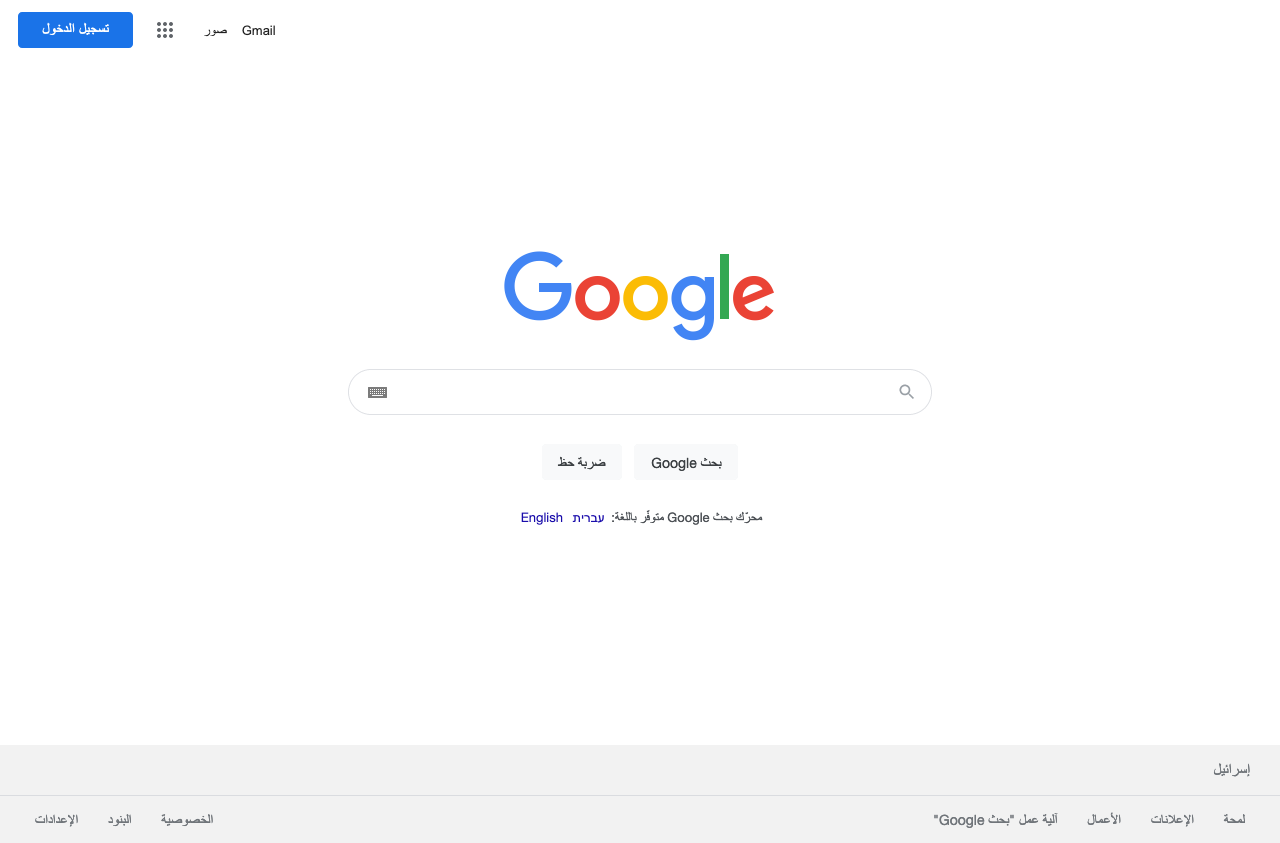 Gmail صور تسجيل الدخول
Google
بحث Google ضربة حظ
محرّك بحث Google متوفّر باللغة: עברית English
إسرائيل
لمحة الإعلانات الأعمال آلية عمل "بحث Google" الخصوصية البنود الإعدادات